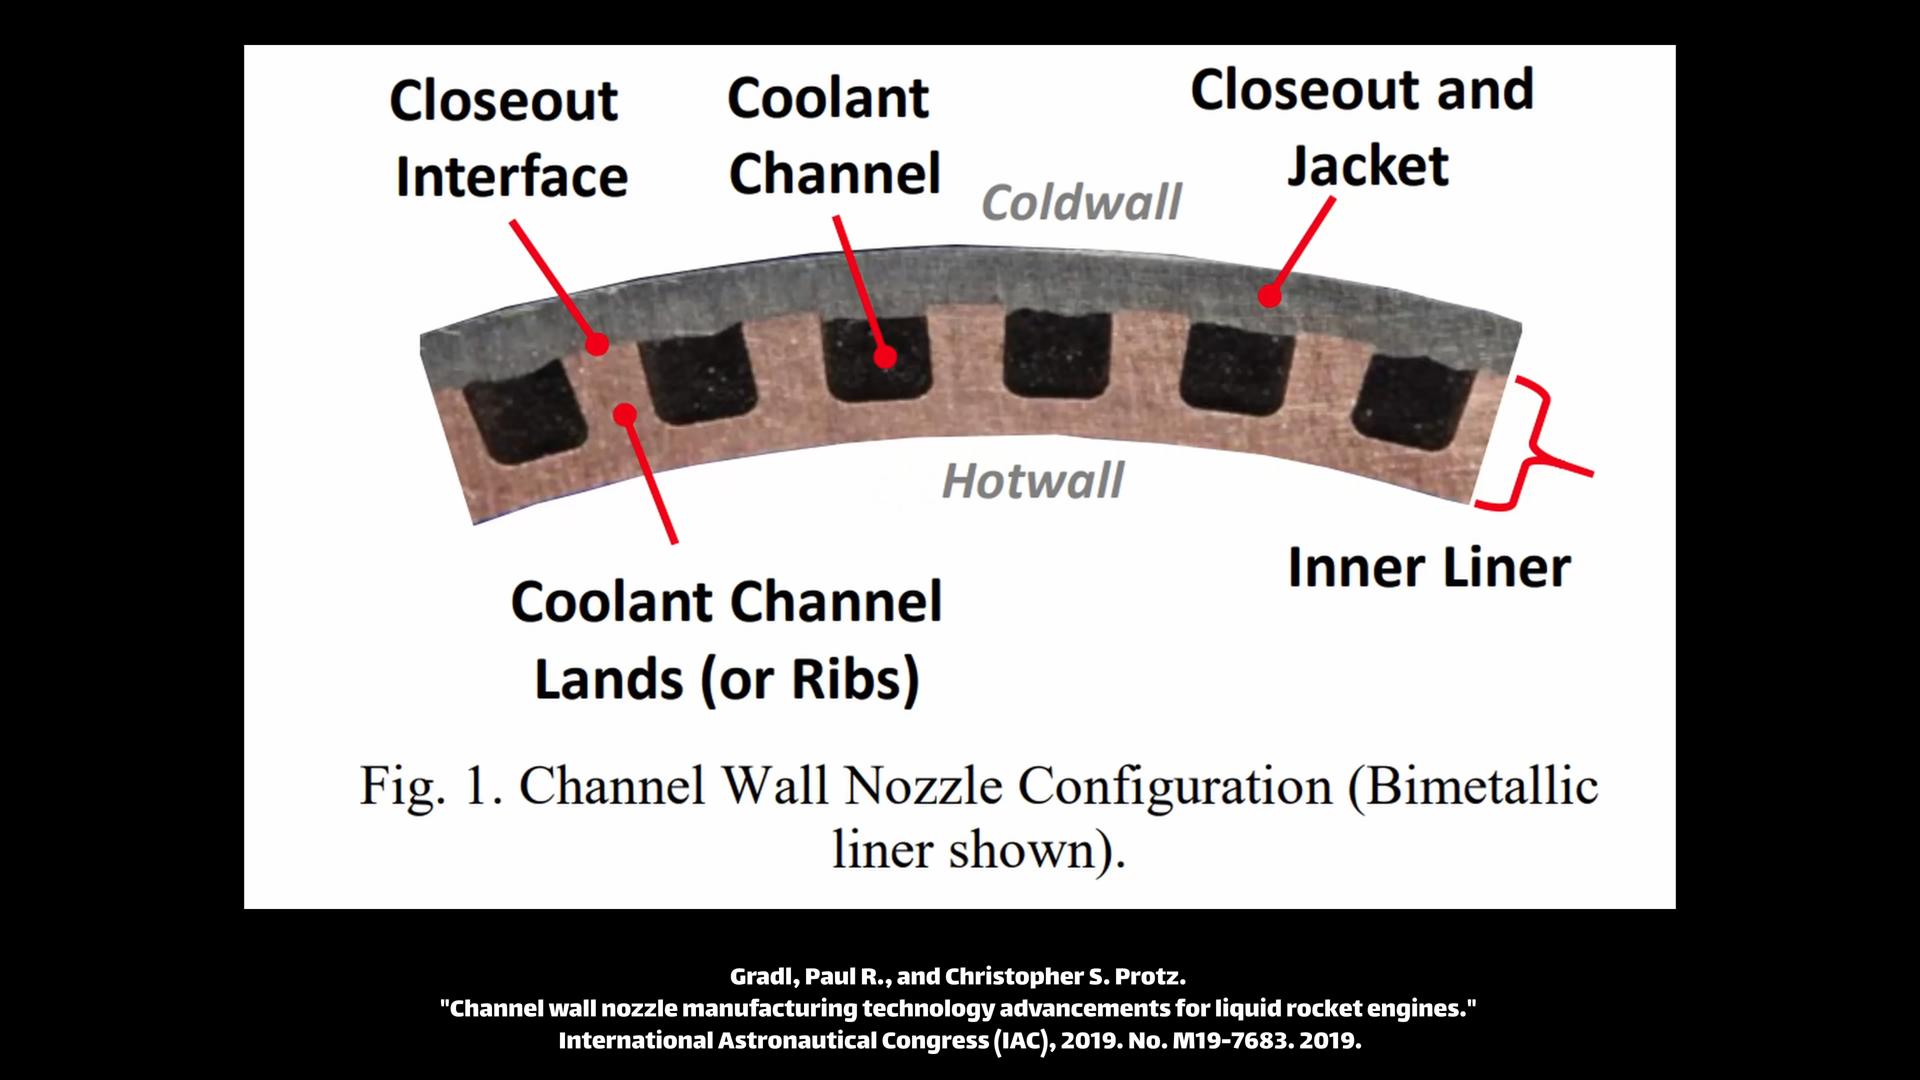 Closeout
Interface
Coolant
Channel
Closeout and
Jacket
Coldwall
Hotwall
Inner Liner
Coolant Channel
Lands (or Ribs)
Fig. 1. Channel Wall Nozzle Configuration (Bimetallic
liner shown).
Gradl, Paul R., and Christopher S. Protz.
"Channel wall nozzle manufacturing technology advancements for liquid rocket engines."
International Astronautical Congress (IAC), 2019. No. M19-7683. 2019.